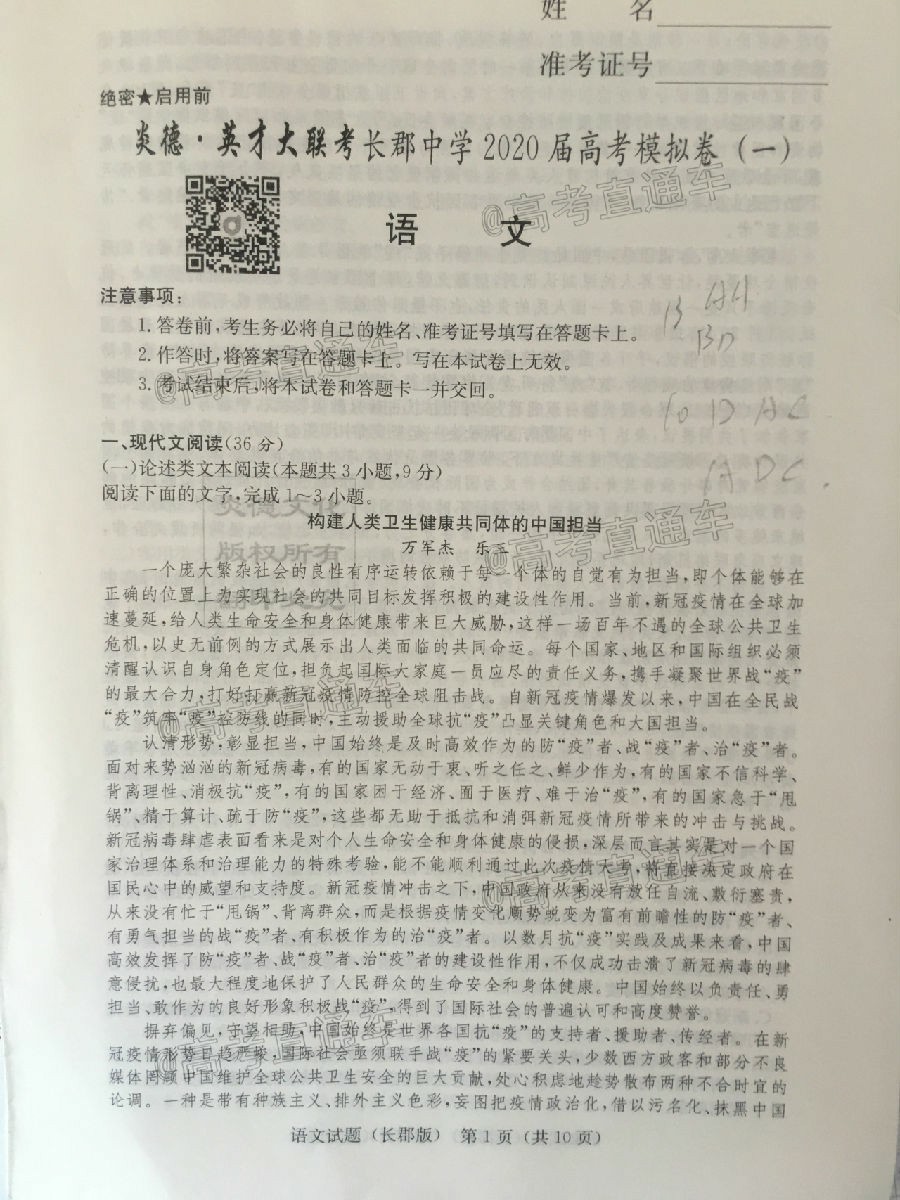 姓 名
准考证号
绝密★启用前
炎德·英才大联考长郡中学2020届高考模拟卷(一)
@高考直通车
语 文
注意事项:
1.答卷前,考生务必将自己的姓名、准考证号填写在答题卡上。
2.作答时,将答案写在答题卡上。写在本试卷上无效。
3.考试结束后,将本试卷和答题卡一并交回。
@高考直通车
B
BD
ADC
一、现代文阅读(36分)
(一)论述类文本阅读(本题共3小题,9分)
阅读下面的文字,完成1~3小题。
炎德文化
版权所有
构建人类卫生健康共同体的中国担当
@高考直通车
万军杰 乐三
一个庞大繁杂社会的良性有序运转依赖于每一个体的自觉有为担当,即个体能够在
正确的位置上为实现社会的共同目标发挥积极的建设性作用。当前,新冠疫情在全球加
速蔓延,给人类生命安全和身体健康带来巨大威胁,这样一场百年不遇的全球公共卫生
危机,以史无前例的方式展示出人类面临的共同命运。每个国家、地区和国际组织必须
清醒认识自身角色定位,担负起国际大家庭一员应尽的责任义务,携手凝聚世界战“疫”
的最大合力,打好打赢新冠疫情防控全球阻击战。自新冠疫情爆发以来,中国在全民战
“疫”筑牢“疫”控防线的同时,主动援助全球抗“疫”凸显关键角色和大国担当。
@高考直通车
认清形势,彰显担当,中国始终是及时高效作为的防“疫”者、战“疫”者、治“疫”者。
面对来势汹汹的新冠病毒,有的国家无动于衷、听之任之、鲜少作为,有的国家不信科学、
背离理性、消极抗“疫”,有的国家困于经济、囿于医疗、难于治“疫”,有的国家急于“甩
锅”、精于算计、疏于防“疫”,这些都无助于抵抗和消弭新冠疫情所带来的冲击与挑战。
新冠病毒肆虐表面看来是对个人生命安全和身体健康的侵损,深层而言其实是对一个国
家治理体系和治理能力的特殊考验,能不能顺利通过此次疫情大考,将直接决定政府在
国民心中的威望和支持度。新冠疫情冲击之下,中国政府从来没有放任自流、敷衍塞责,
@高考直通车
从来没有忙于“甩锅”、背离群众,而是根据疫情变化顺势蜕变为富有前瞻性的防“疫”者、
有勇气担当的战“疫”者、有积极作为的治“疫”者。以数月抗“疫”实践及成果来看,中国
高效发挥了防“疫”者、战“疫”者、治“疫”者的建设性作用,不仅成功击溃了新冠病毒的肆
意侵扰,也最大程度地保护了人民群众的生命安全和身体健康。中国始终以负责任、勇
担当、敢作为的良好形象积极战“疫”,得到了国际社会的普遍认可和高度赞誉。
@高考直通车
摒弃偏见,守望相助,中国始终是世界各国抗“疫”的支持者、援助者、传经者。在新
冠疫情形势日趋严峻,国际社会亟须联手战“疫”的紧要关头,少数西方政客和部分不良
媒体罔顾中国维护全球公共卫生安全的巨大贡献,处心积虑地趁势散布两种不合时宜的
论调。一种是带有种族主义、排外主义色彩,妄图把疫情政治化,借以污名化、抹黑中国
语文试题(长郡版) 第1页(共10页)